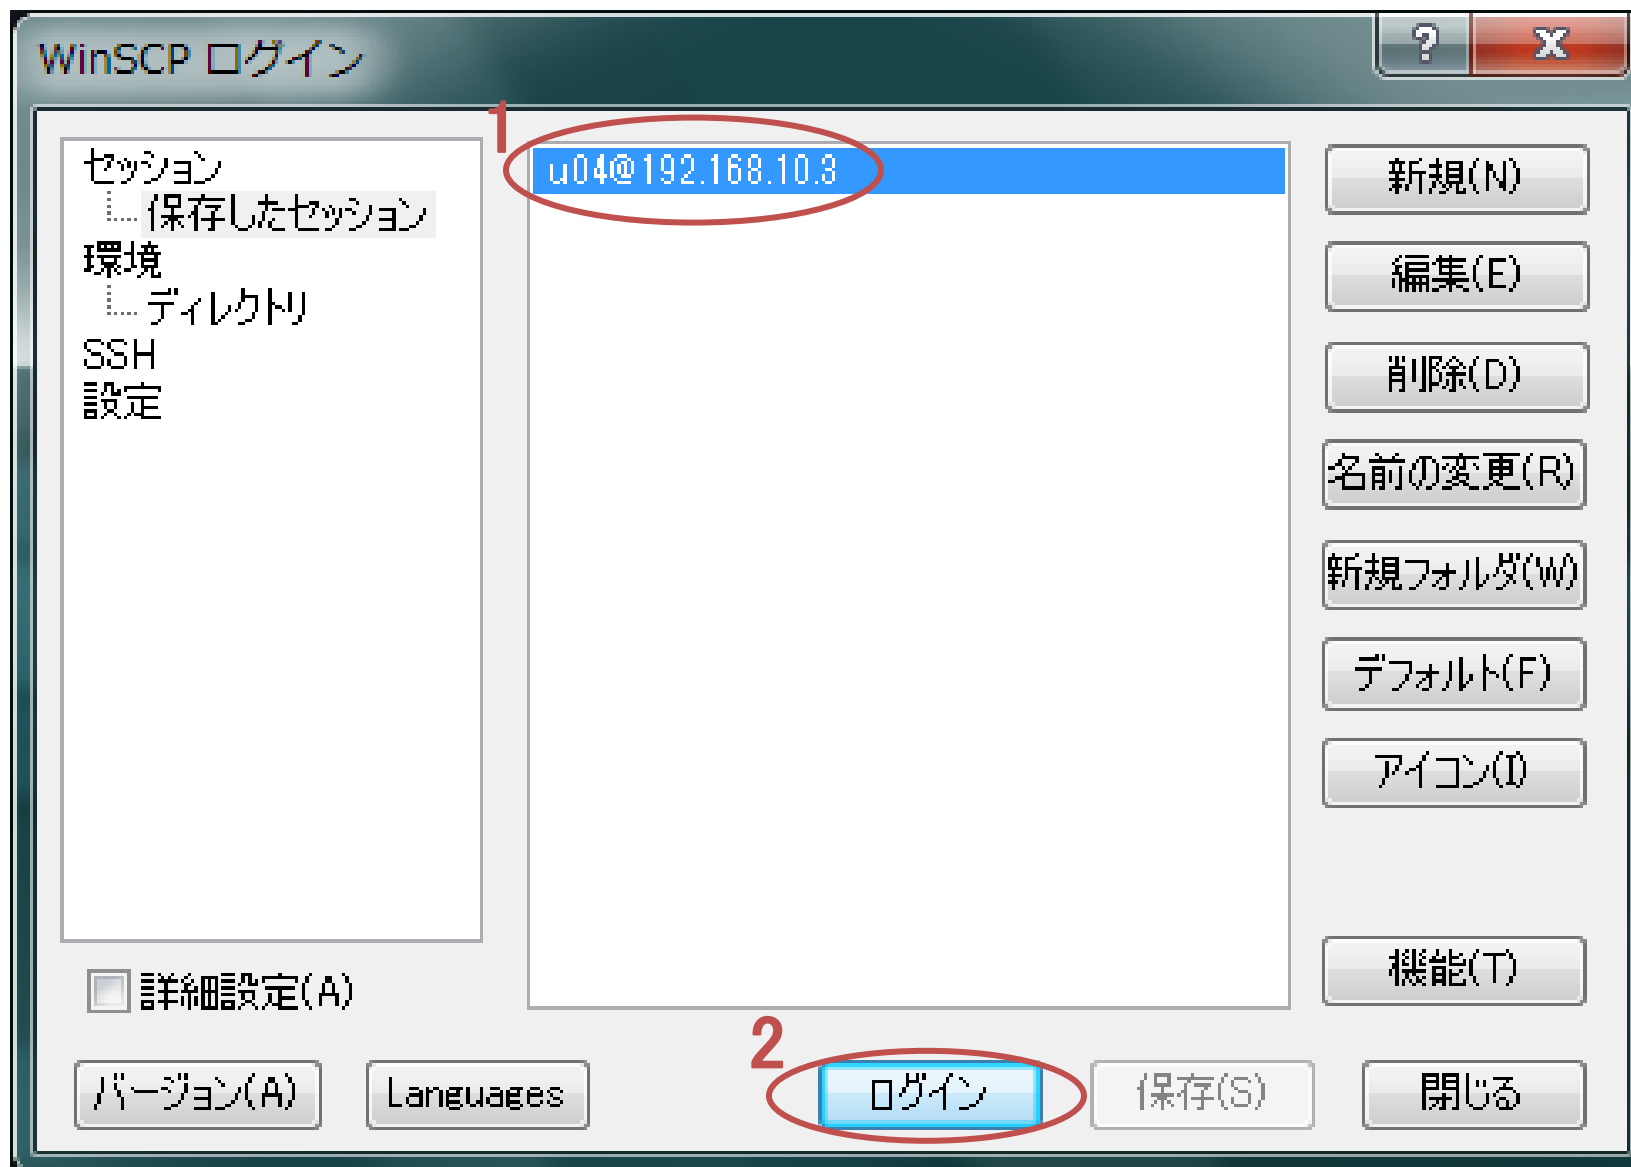 WinSCP ログイン
?
1
セッション
保存したセッション
環境
ディレクトリ
SSH
設定
u04@192.168.10.3
新規(N)
編集(E)
削除(D)
名前の変更(R)
新規フォルダ(W)
デフォルト(F)
アイコン(I)
機能(T)
詳細設定(A)
2
バージョン(A)
Languages
ログイン
保存(S)
閉じる